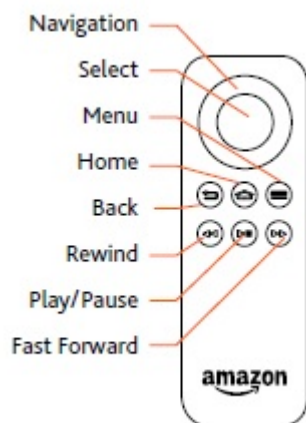 Navigation
Select
Menu
Home
Back
Rewind
Play/Pause
Fast Forward
amazon